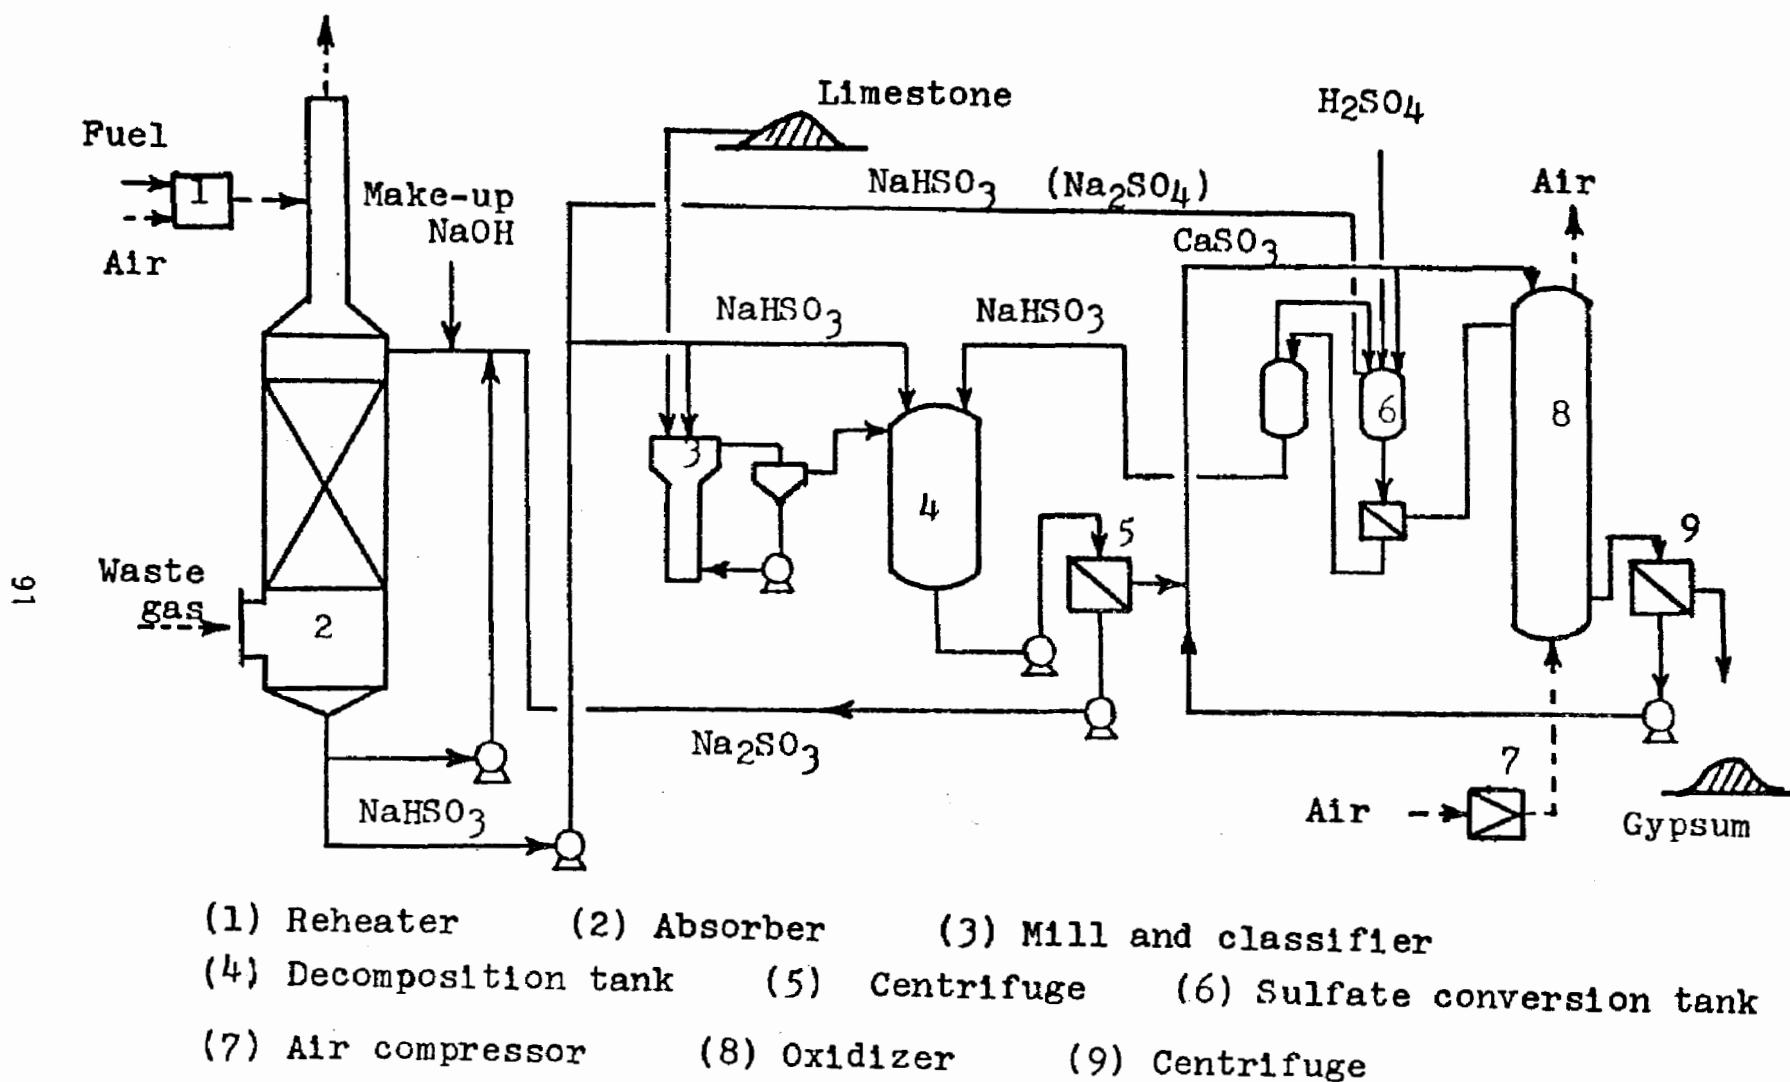 Limestone
H2SO4
Fuel
1
Air
Make-up
NaOH
NaHSO3 (Na2SO4)
Air
CaSO3
NaHSO3
NaHSO3
3
4
5
6
8
9
Waste
gas
2
91
Na2SO3
NaHSO3
7
Air
Gypsum
(1) Reheater (2) Absorber (3) Mill and classifier
(4) Decomposition tank (5) Centrifuge (6) Sulfate conversion tank
(7) Air compressor (8) Oxidizer (9) Centrifuge